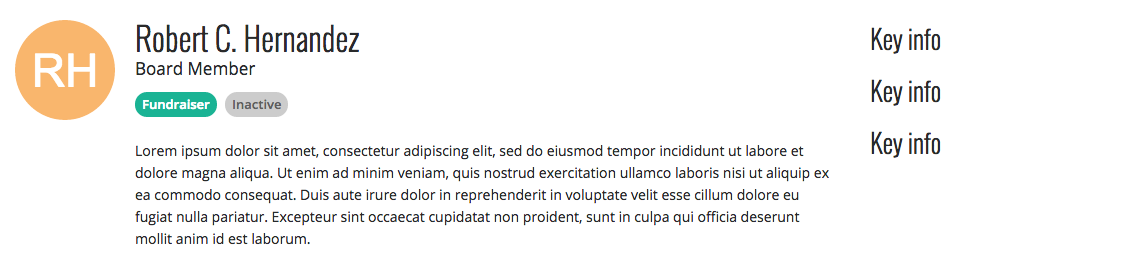 RH
Robert C. Hernandez
Board Member
Fundraiser Inactive
Lorem ipsum dolor sit amet, consectetur adipiscing elit, sed do eiusmod tempor incididunt ut labore et
dolore magna aliqua. Ut enim ad minim veniam, quis nostrud exercitation ullamco laboris nisi ut aliquip ex
ea commodo consequat. Duis aute irure dolor in reprehenderit in voluptate velit esse cillum dolore eu
fugiat nulla pariatur. Excepteur sint occaecat cupidatat non proident, sunt in culpa qui officia deserunt
mollit anim id est laborum.
Key info
Key info
Key info